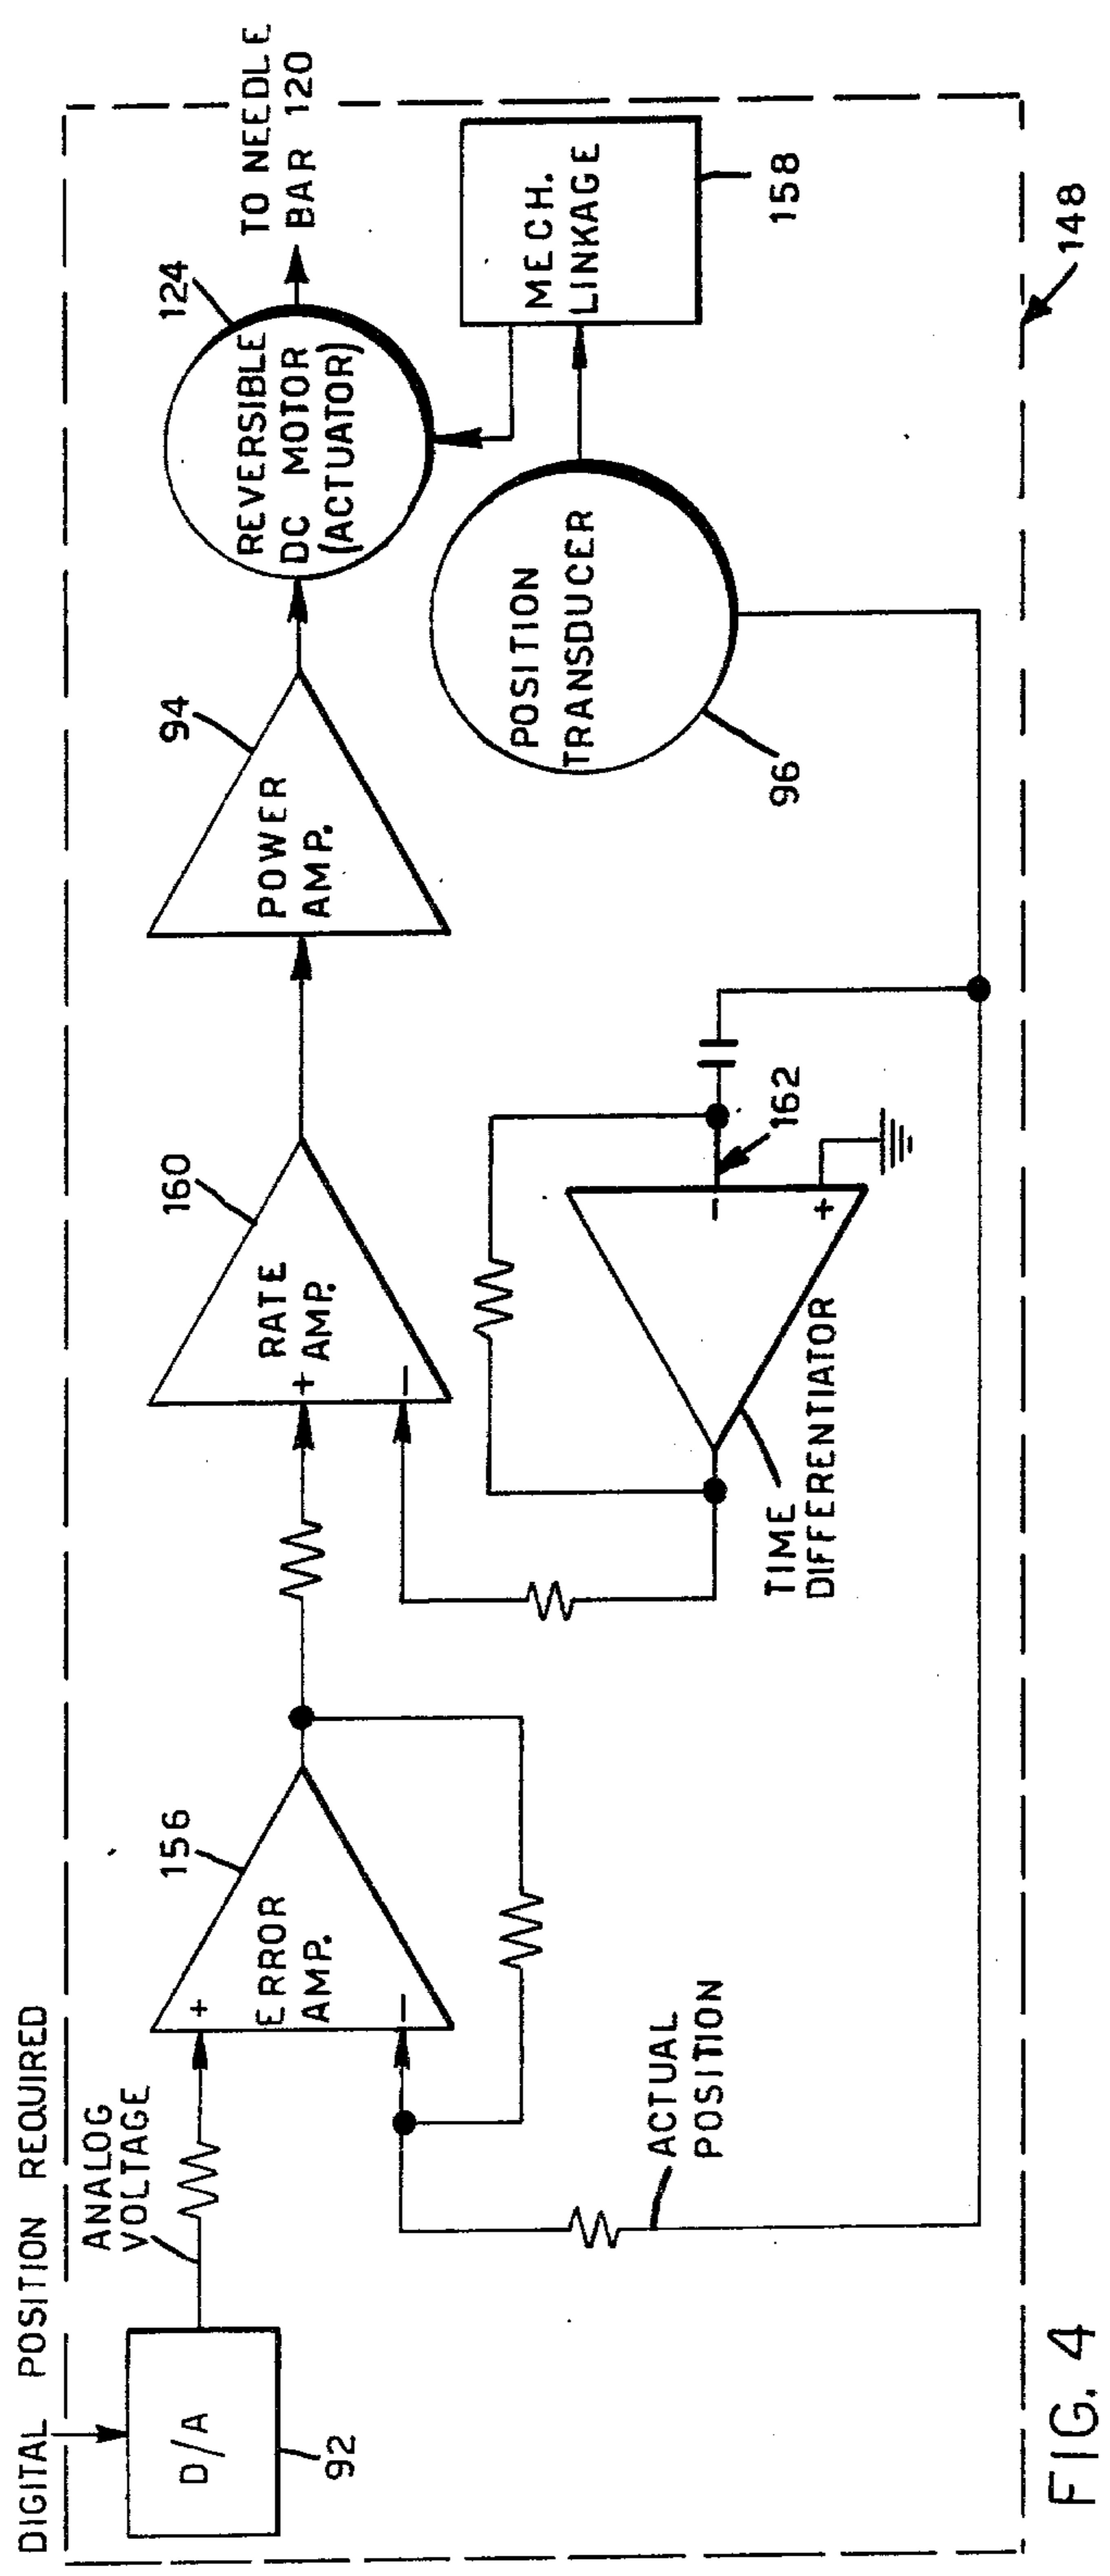 DIGITAL POSITION REQUIRED
D/A
92
ANALOG
VOLTAGE
+
ERROR
AMP.
−
156
ACTUAL
POSITION
+
RATE
AMP.
−
160
TIME
DIFFERENTIATOR
−
+
162
POWER
AMP.
94
REVERSIBLE
DC MOTOR
(ACTUATOR)
124
TO NEEDLE
BAR 120
POSITION
TRANSDUCER
96
MECH.
LINKAGE
158
148
FIG. 4